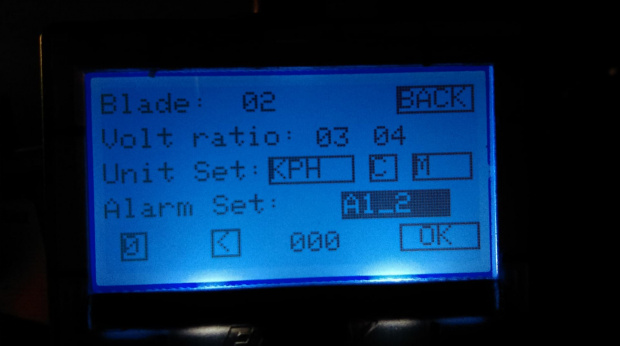 Blade: 02 BACK
Volt ratio: 03 04
Unit Set: KPH C M
Alarm Set: A1_2
0 < 000 OK